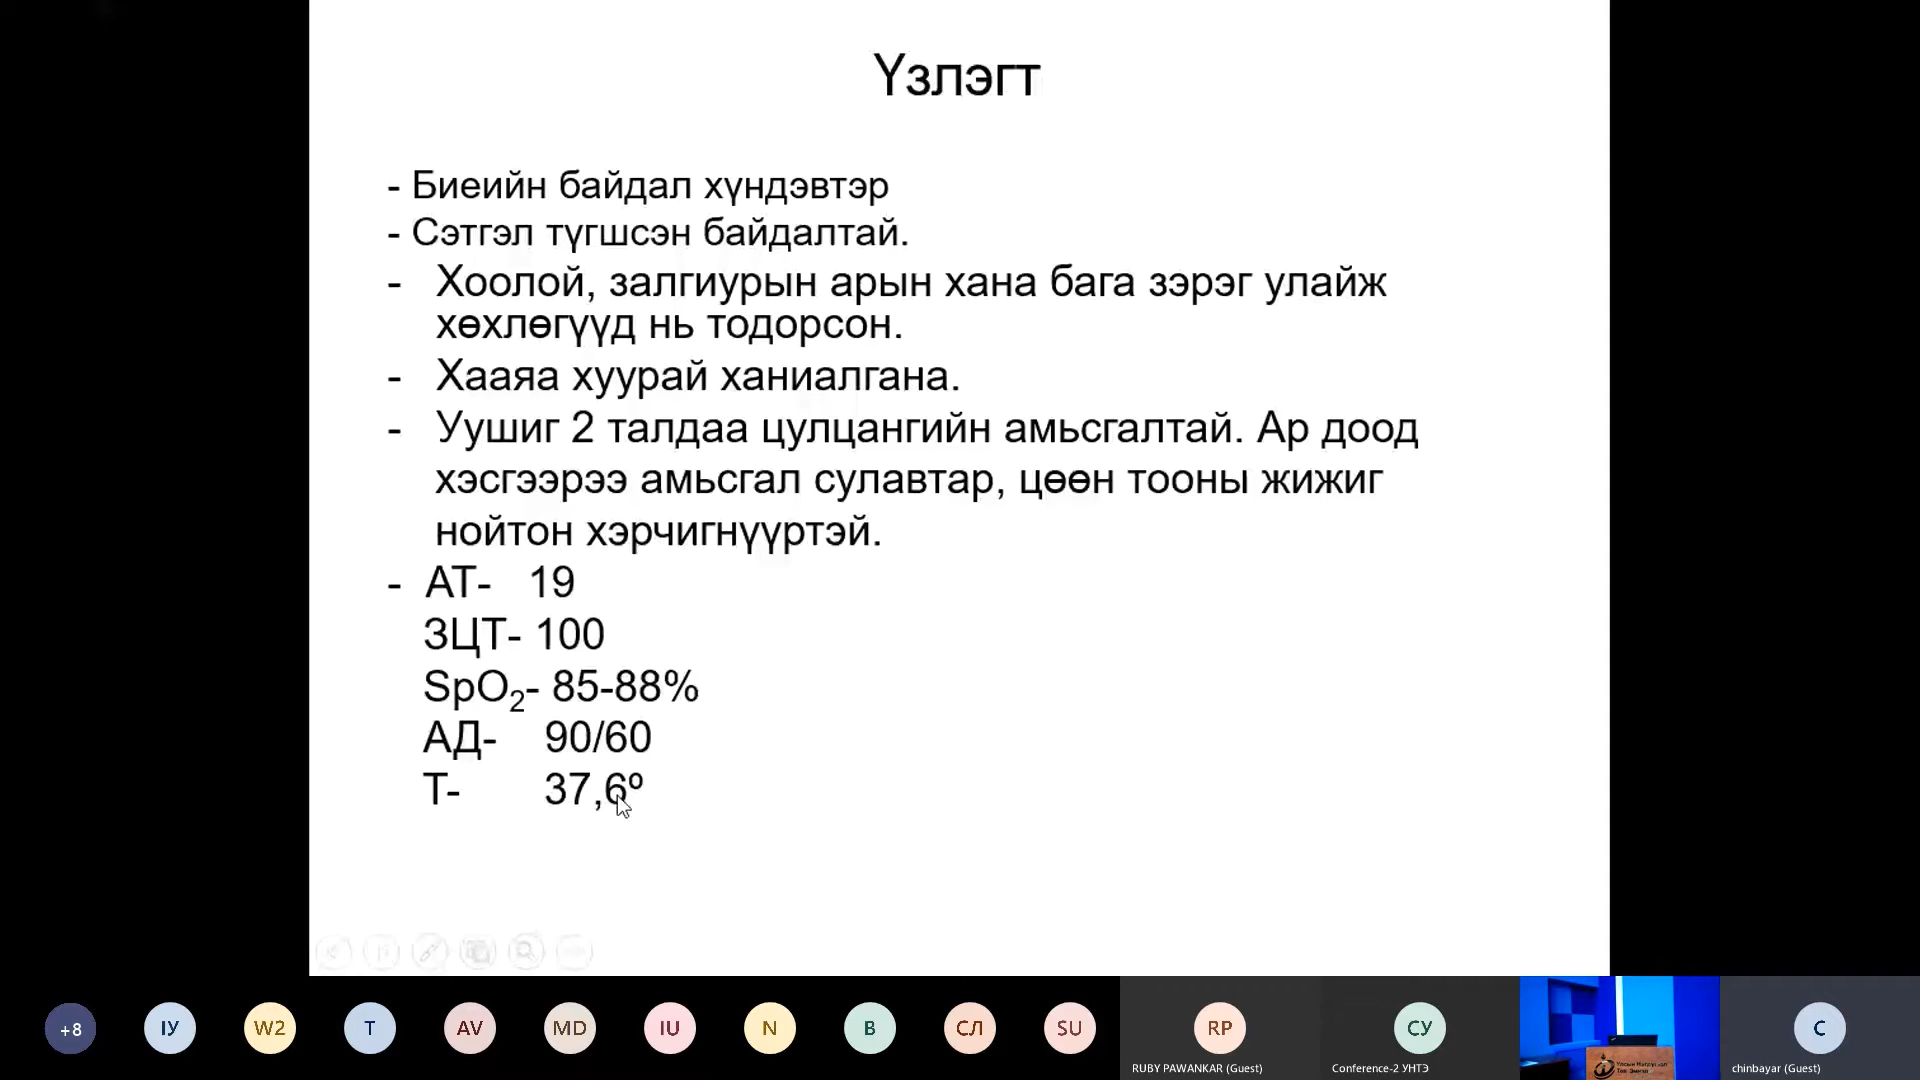 Үзлэгт
- Биеийн байдал хүндэвтэр
- Сэтгэл түгшсэн байдалтай.
- Хоолой, залгиурын арын хана бага зэрэг улайж
хөхлөгүүд нь тодорсон.
- Хааяа хуурай ханиалгана.
- Уушиг 2 талдаа цулцангийн амьсгалтай. Ар доод
хэсгээрээ амьсгал сулавтар, цөөн тооны жижиг
нойтон хэрчигнүүртэй.
- АТ- 19
ЗЦТ- 100
SpO₂- 85-88%
АД- 90/60
Т- 37,6º
+8
ІУ
W2
T
AV
MD
IU
N
B
СЛ
SU
RP
СУ
C
RUBY PAWANKAR (Guest)
Conference-2 УНТЭ
chinbayar (Guest)